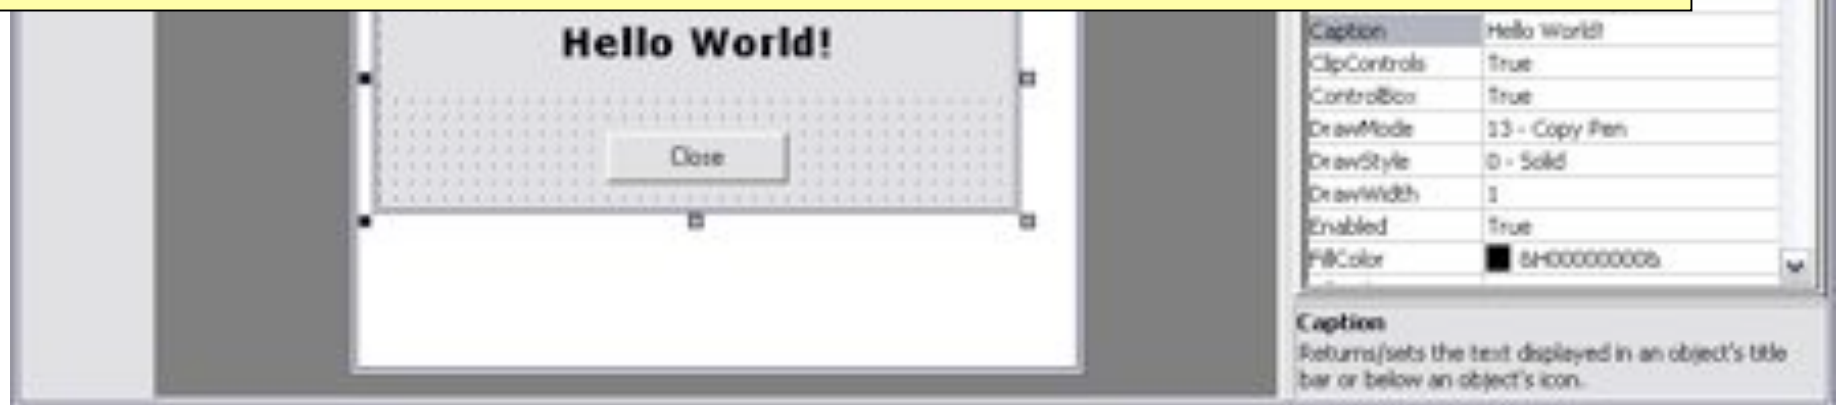 Hello World!
Close
Caption Hello World!
ClipControls True
ControlBox True
DrawMode 13 - Copy Pen
DrawStyle 0 - Solid
DrawWidth 1
Enabled True
FillColor &H00000000&
Caption
Returns/sets the text displayed in an object's title
bar or below an object's icon.